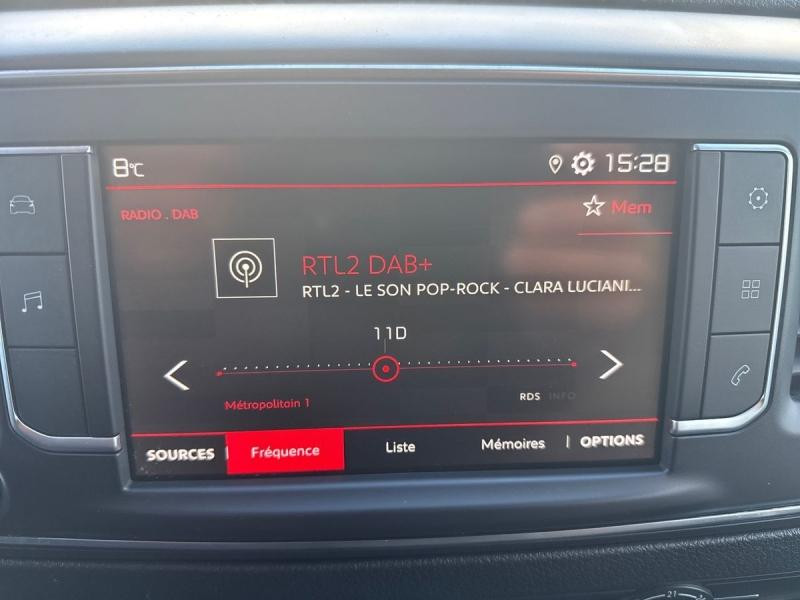 8°C 15:28
RADIO . DAB
Mem
RTL2 DAB+
RTL2 - LE SON POP-ROCK - CLARA LUCIANI...
11D
Métropolitain 1
RDS INFO
SOURCES Fréquence Liste Mémoires OPTIONS
21